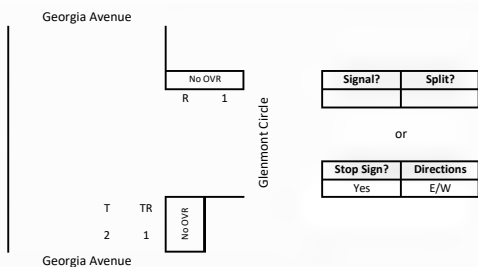 Georgia Avenue
No OVR
R 1
Glenmont Circle
Signal? Split?
or
Stop Sign? Directions
Yes E/W
T TR
2 1
No OVR
Georgia Avenue